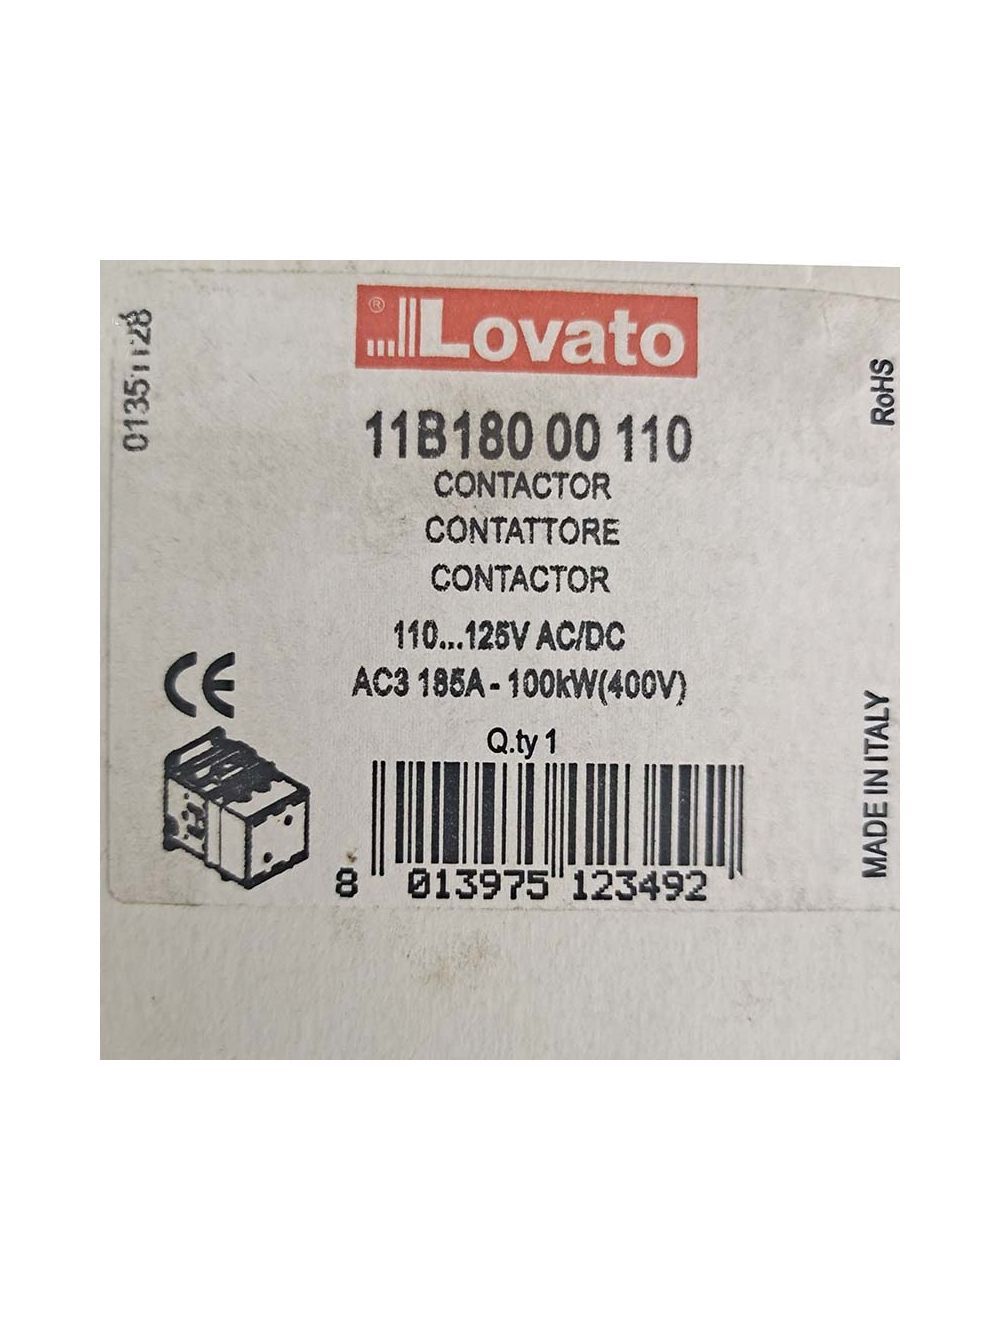 ® Lovato
11B180 00 110
CONTACTOR
CONTATTORE
CONTACTOR
110...125V AC/DC
AC3 185A - 100kW(400V)
Q.ty 1
8 013975 123492
CE
RoHS
MADE IN ITALY